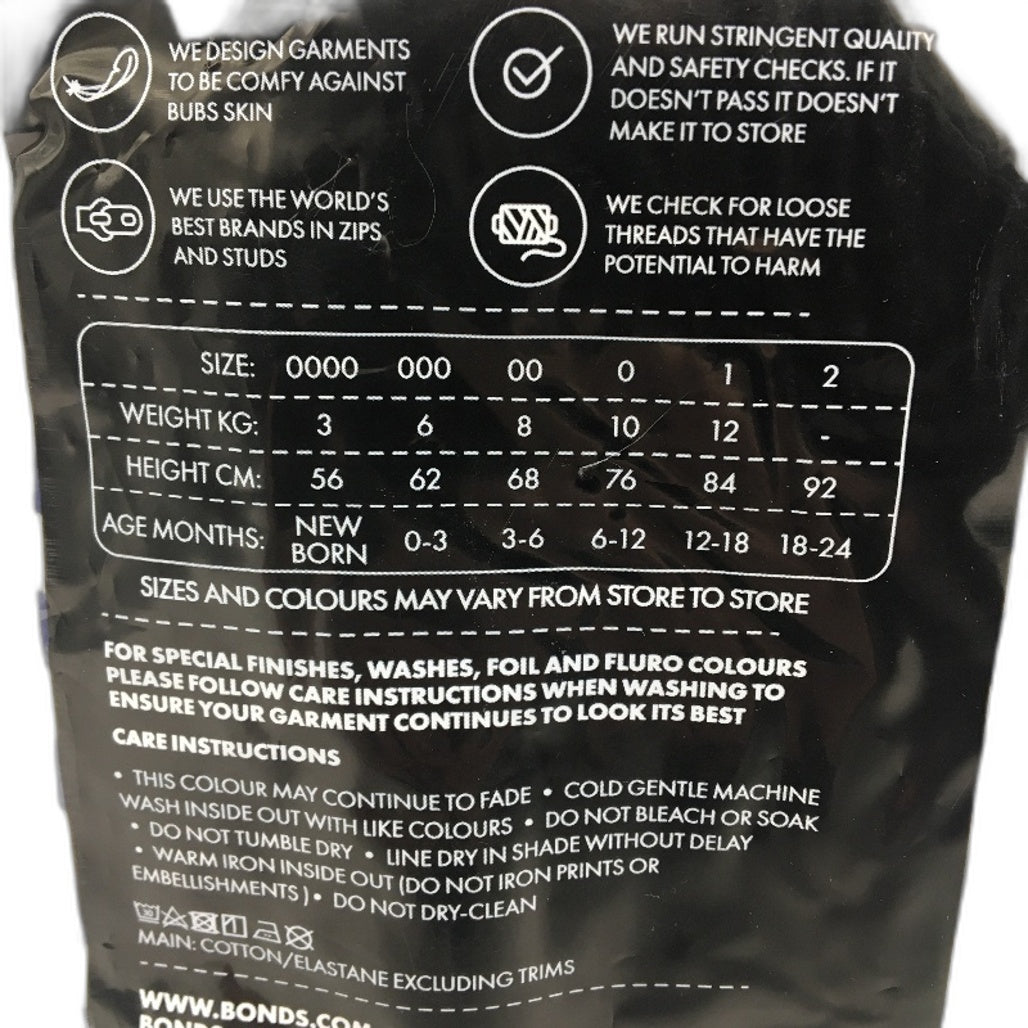 WE DESIGN GARMENTS
TO BE COMFY AGAINST
BUBS SKIN
WE RUN STRINGENT QUALITY
AND SAFETY CHECKS. IF IT
DOESN'T PASS IT DOESN'T
MAKE IT TO STORE
WE USE THE WORLD'S
BEST BRANDS IN ZIPS
AND STUDS
WE CHECK FOR LOOSE
THREADS THAT HAVE THE
POTENTIAL TO HARM
SIZE: 0000 000 00 0 1 2
WEIGHT KG: 3 6 8 10 12 -
HEIGHT CM: 56 62 68 76 84 92
AGE MONTHS: NEW BORN 0-3 3-6 6-12 12-18 18-24
SIZES AND COLOURS MAY VARY FROM STORE TO STORE
FOR SPECIAL FINISHES, WASHES, FOIL AND FLURO COLOURS
PLEASE FOLLOW CARE INSTRUCTIONS WHEN WASHING TO
ENSURE YOUR GARMENT CONTINUES TO LOOK ITS BEST
CARE INSTRUCTIONS
• THIS COLOUR MAY CONTINUE TO FADE • COLD GENTLE MACHINE
WASH INSIDE OUT WITH LIKE COLOURS • DO NOT BLEACH OR SOAK
• DO NOT TUMBLE DRY • LINE DRY IN SHADE WITHOUT DELAY
• WARM IRON INSIDE OUT (DO NOT IRON PRINTS OR
EMBELLISHMENTS ) • DO NOT DRY-CLEAN
MAIN: COTTON/ELASTANE EXCLUDING TRIMS
WWW.BONDS.COM
BONDS